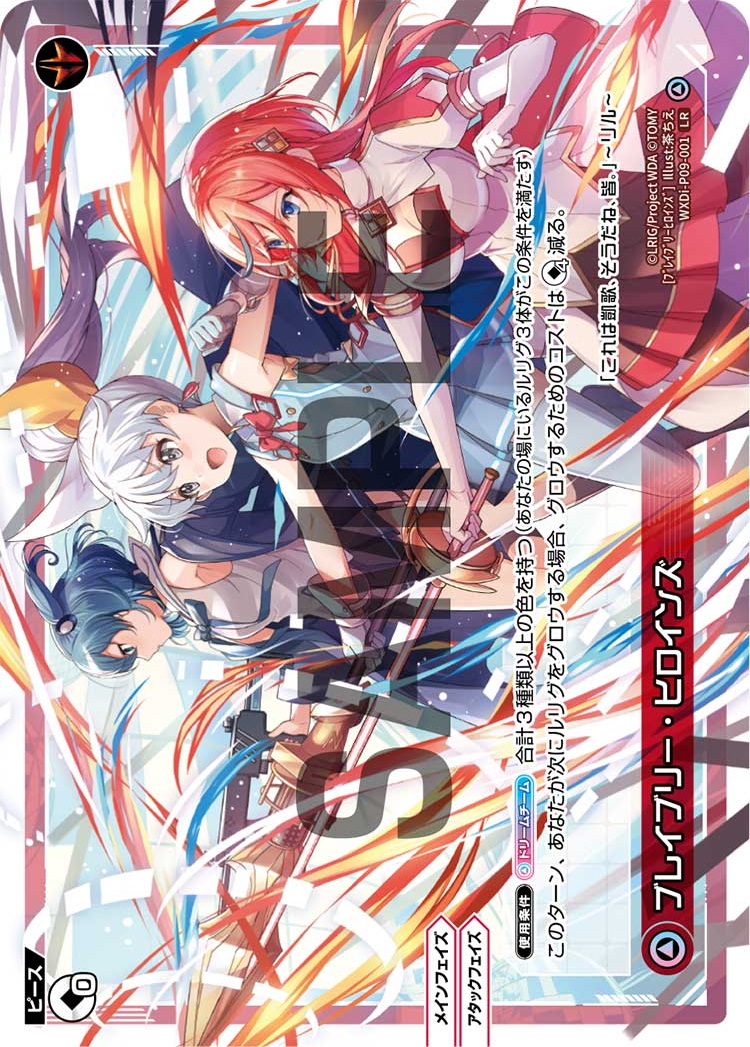 ピース
0
SAMPLE
メインフェイズ
アタックフェイズ
使用条件 ドリームチーム 合計3種類以上の色を持つ(あなたの場にいるルリグ3体がこの条件を満たす)
このターン、あなたが次にルリグをグロウする場合、グロウするためのコストは4減る。
「これは凱歌、そうだね、皆。」~リル~
ブレイブリー・ヒロインズ
©LRIG/Project WDA ©TOMY
[ブレイブリーヒロインズ] Illust:茶ちえ
WXDi-P09-001 LR